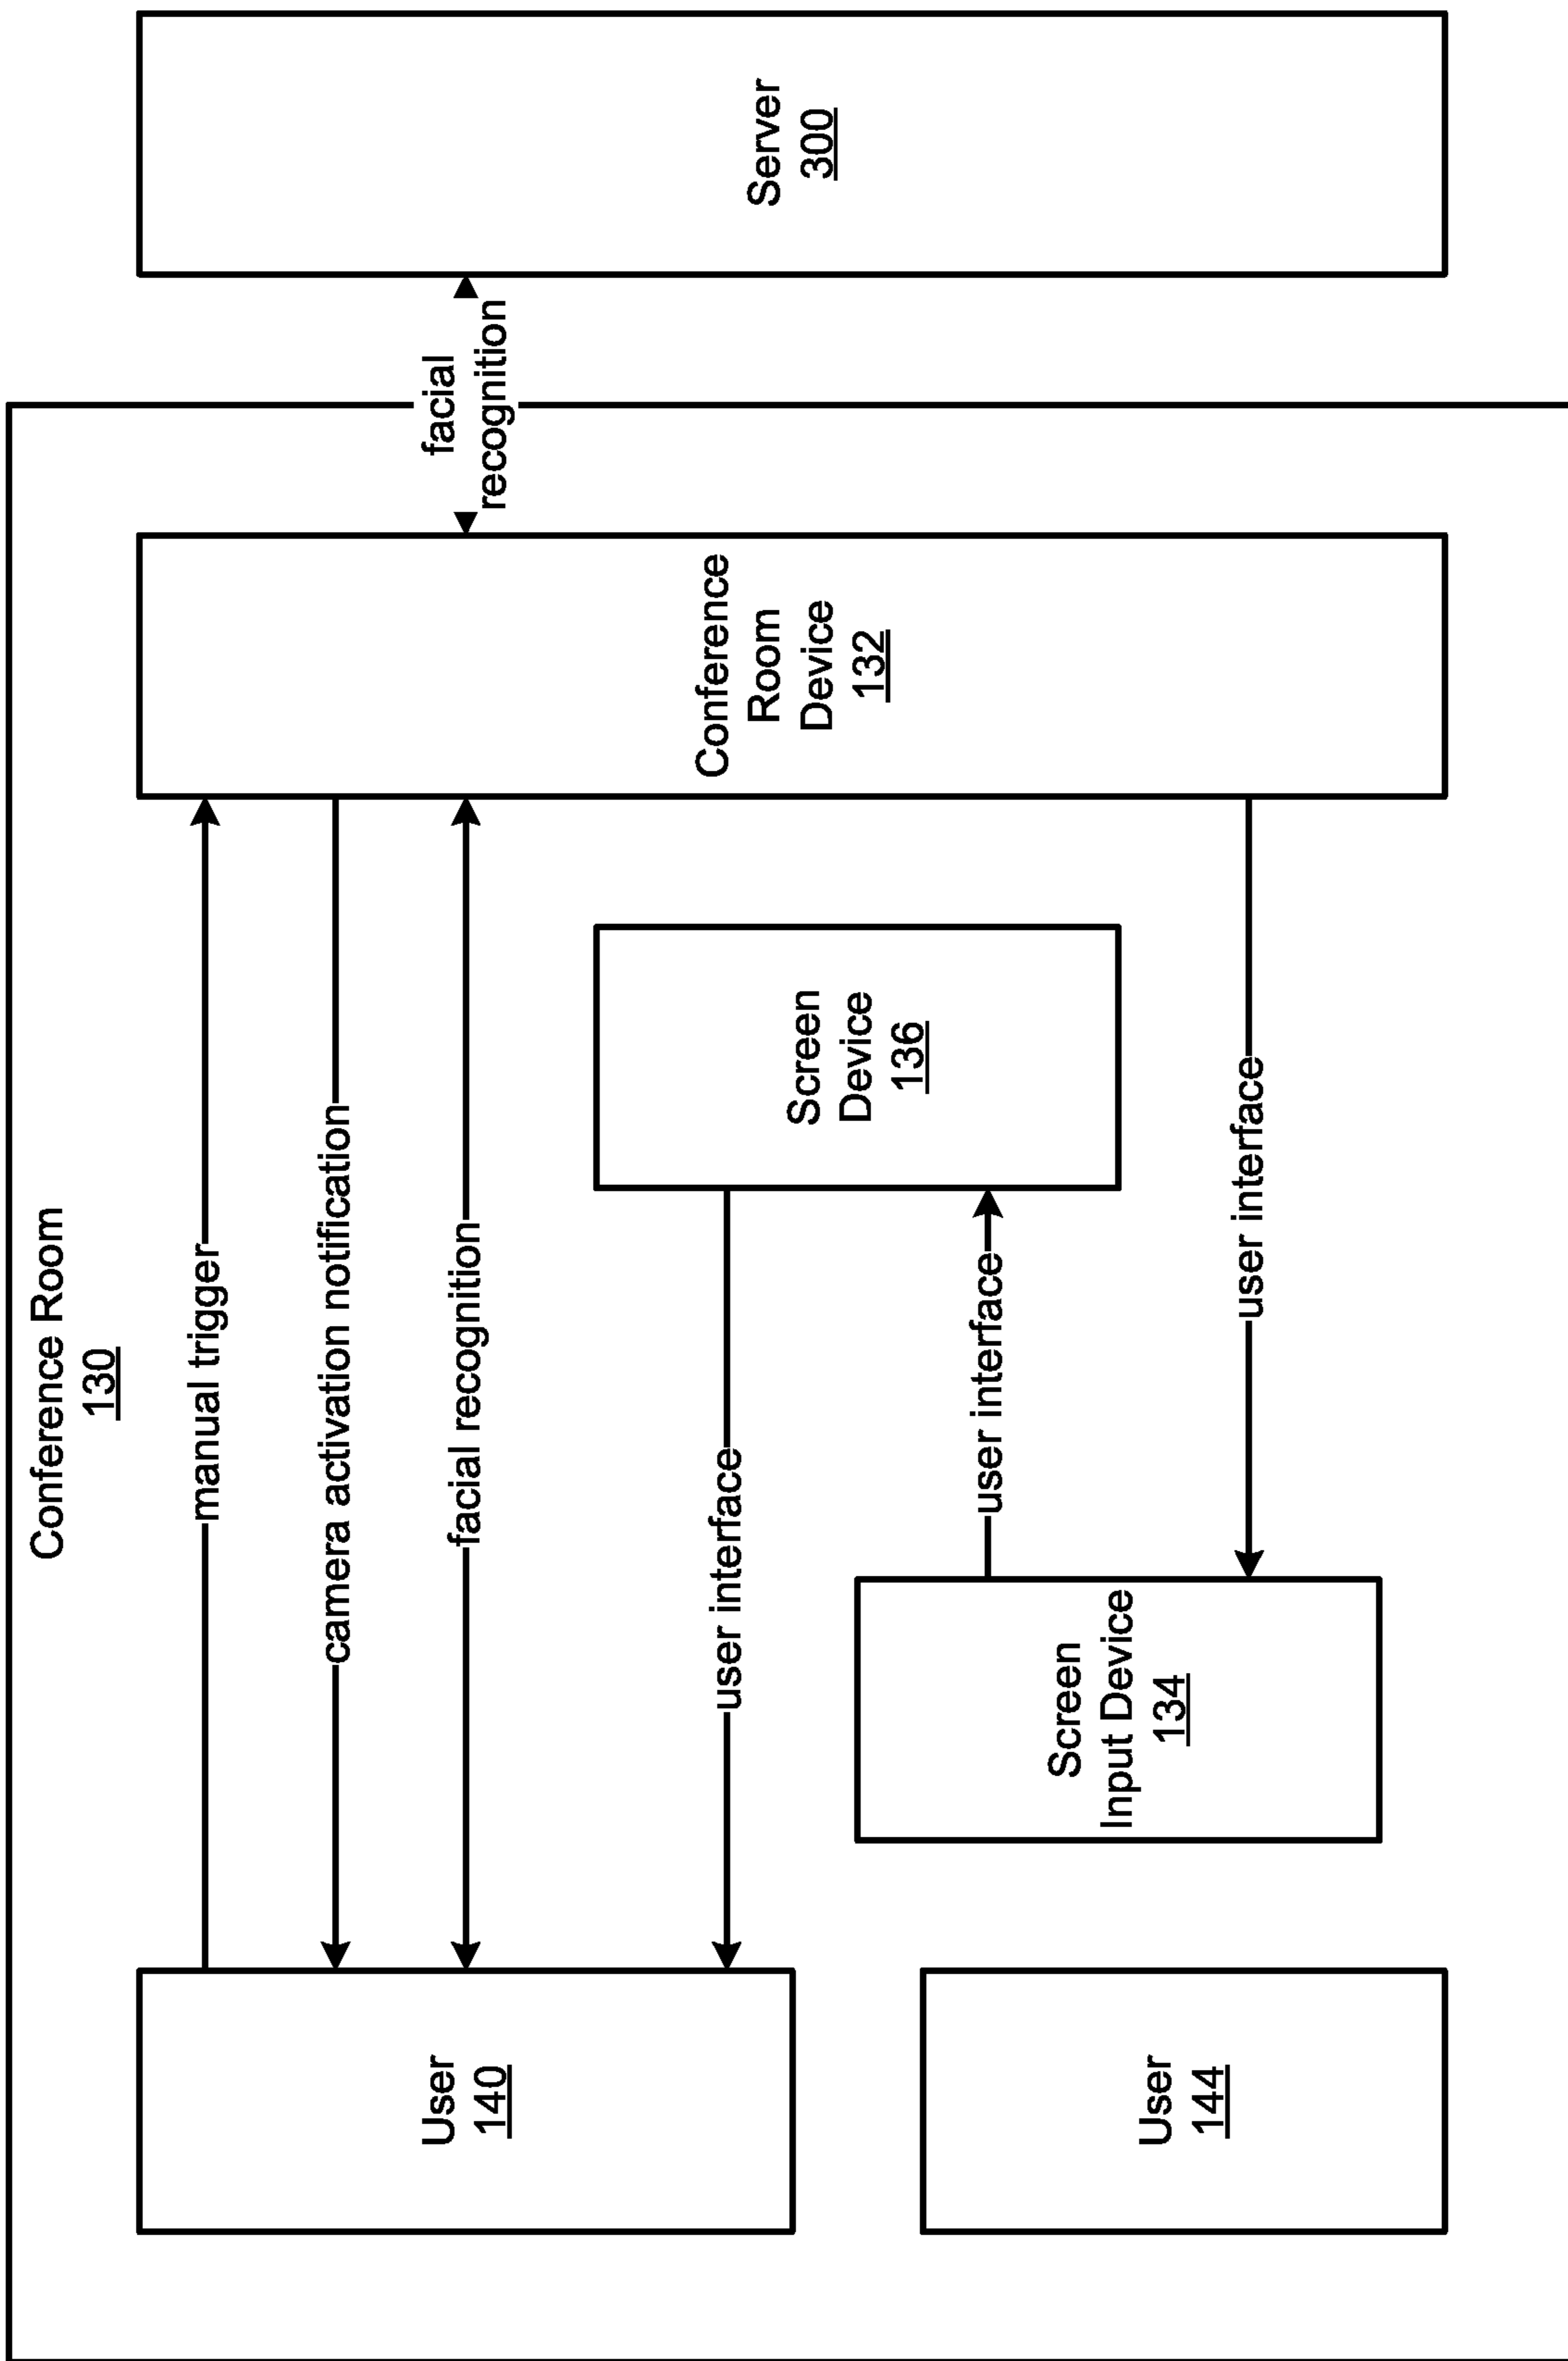 Conference Room
130
manual trigger
camera activation notification
facial recognition
facial
recognition
user interface
user interface
user interface
User
140
User
144
Screen
Input Device
134
Screen
Device
136
Conference
Room
Device
132
Server
300